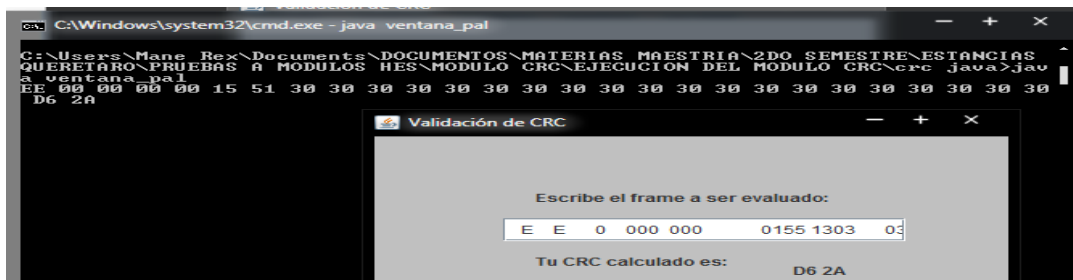 Validación de CRC
C:\Windows\system32\cmd.exe - java ventana_pal
C:\Users\Mane Rex\Documents\DOCUMENTOS\MATERIAS MAESTRIA\2DO SEMESTRE\ESTANCIAS
QUERETARO\PRUEBAS A MODULOS HES\MODULO CRC\EJECUCION DEL MODULO CRC\crc java>jav
a ventana_pal
EE 00 00 00 00 15 51 30 30 30 30 30 30 30 30 30 30 30 30 30 30 30 30 30 30 30 30
D6 2A
Validación de CRC
Escribe el frame a ser evaluado:
E E 0 000 000 0155 1303 03
Tu CRC calculado es:
D6 2A